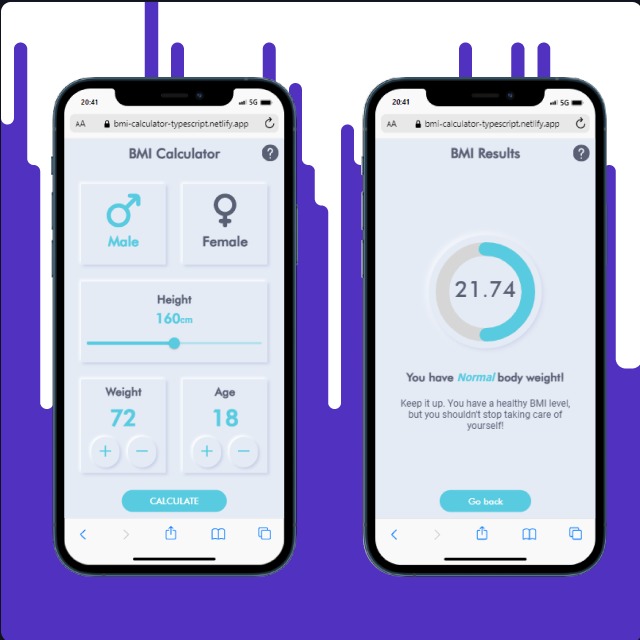 20:41
5G
AA
bmi-calculator-typescript.netlify.app
BMI Calculator
?
Male
Female
Height
160cm
Weight
72
Age
18
+
−
+
−
CALCULATE
20:41
5G
AA
bmi-calculator-typescript.netlify.app
BMI Results
?
21.74
You have Normal body weight!
Keep it up. You have a healthy BMI level,
but you shouldn't stop taking care of
yourself!
Go back